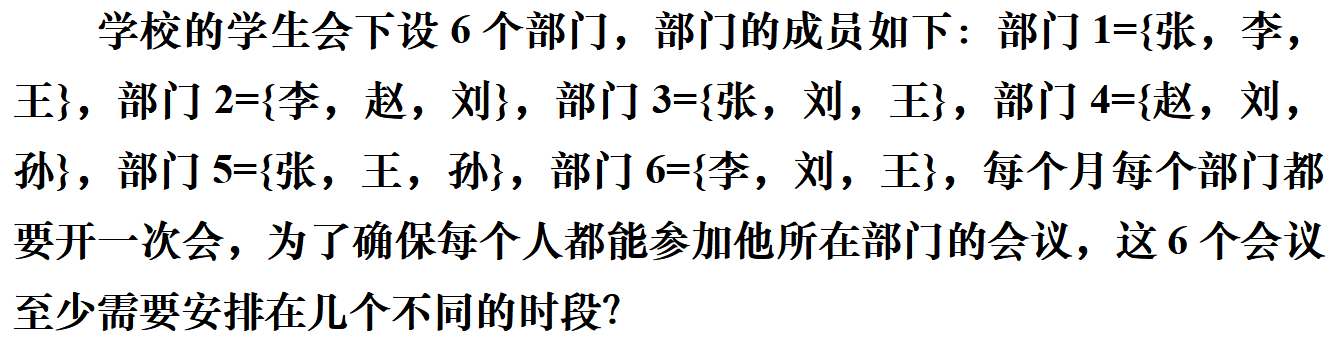 学校的学生会下设 6 个部门，部门的成员如下：部门 1={张，李，
王}，部门 2={李，赵，刘}，部门 3={张，刘，王}，部门 4={赵，刘，
孙}，部门 5={张，王，孙}，部门 6={李，刘，王}，每个月每个部门都
要开一次会，为了确保每个人都能参加他所在部门的会议，这 6 个会议
至少需要安排在几个不同的时段？